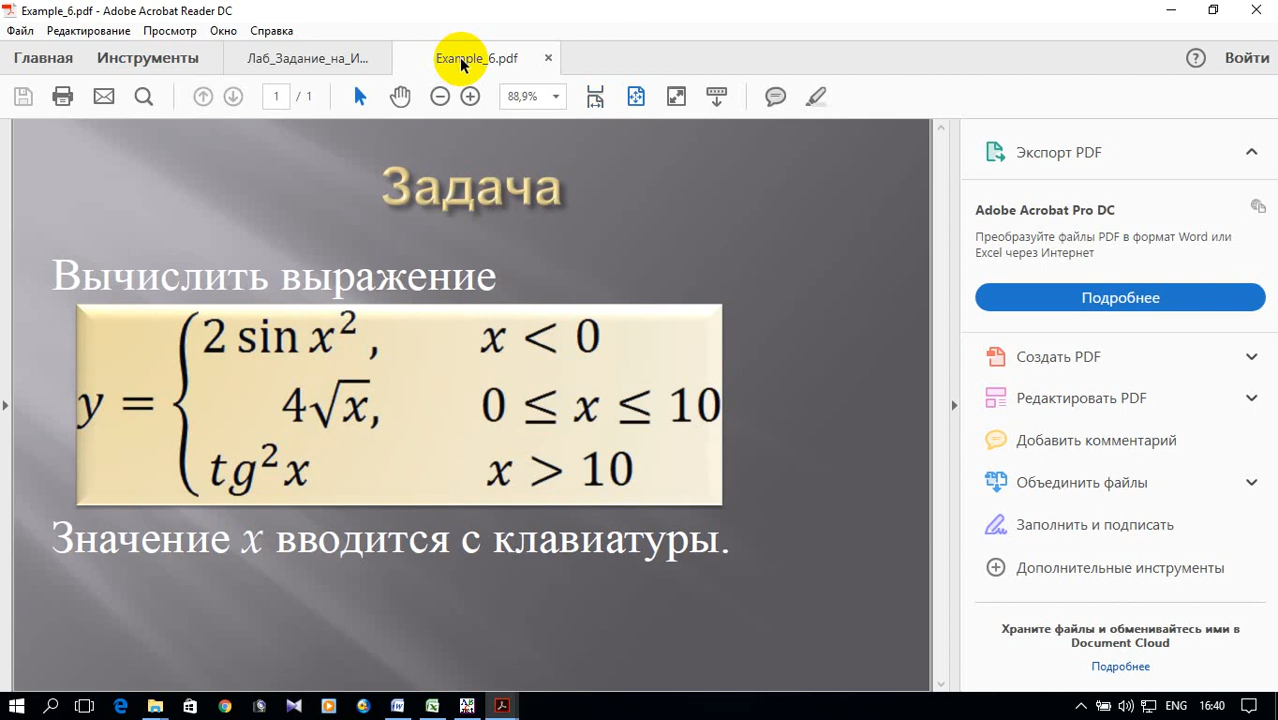 Example_6.pdf - Adobe Acrobat Reader DC
Файл Редактирование Просмотр Окно Справка
Главная Инструменты Лаб_Задание_на_И... Example_6.pdf × Войти
1 / 1 88,9%
Задача
Вычислить выражение
y = { 2 sin x², x < 0
4√x, 0 ≤ x ≤ 10
tg²x x > 10
Значение x вводится с клавиатуры.
Экспорт PDF
Adobe Acrobat Pro DC
Преобразуйте файлы PDF в формат Word или
Excel через Интернет
Подробнее
Создать PDF
Редактировать PDF
Добавить комментарий
Объединить файлы
Заполнить и подписать
Дополнительные инструменты
Храните файлы и обменивайтесь ими в
Document Cloud
Подробнее
ENG 16:40